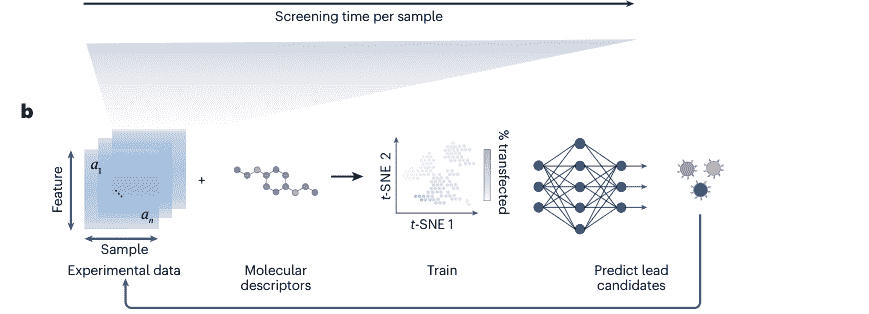 Screening time per sample
b
Feature
a1
an
Sample
Experimental data
+
Molecular
descriptors
t-SNE 2
t-SNE 1
% transfected
Train
Predict lead
candidates